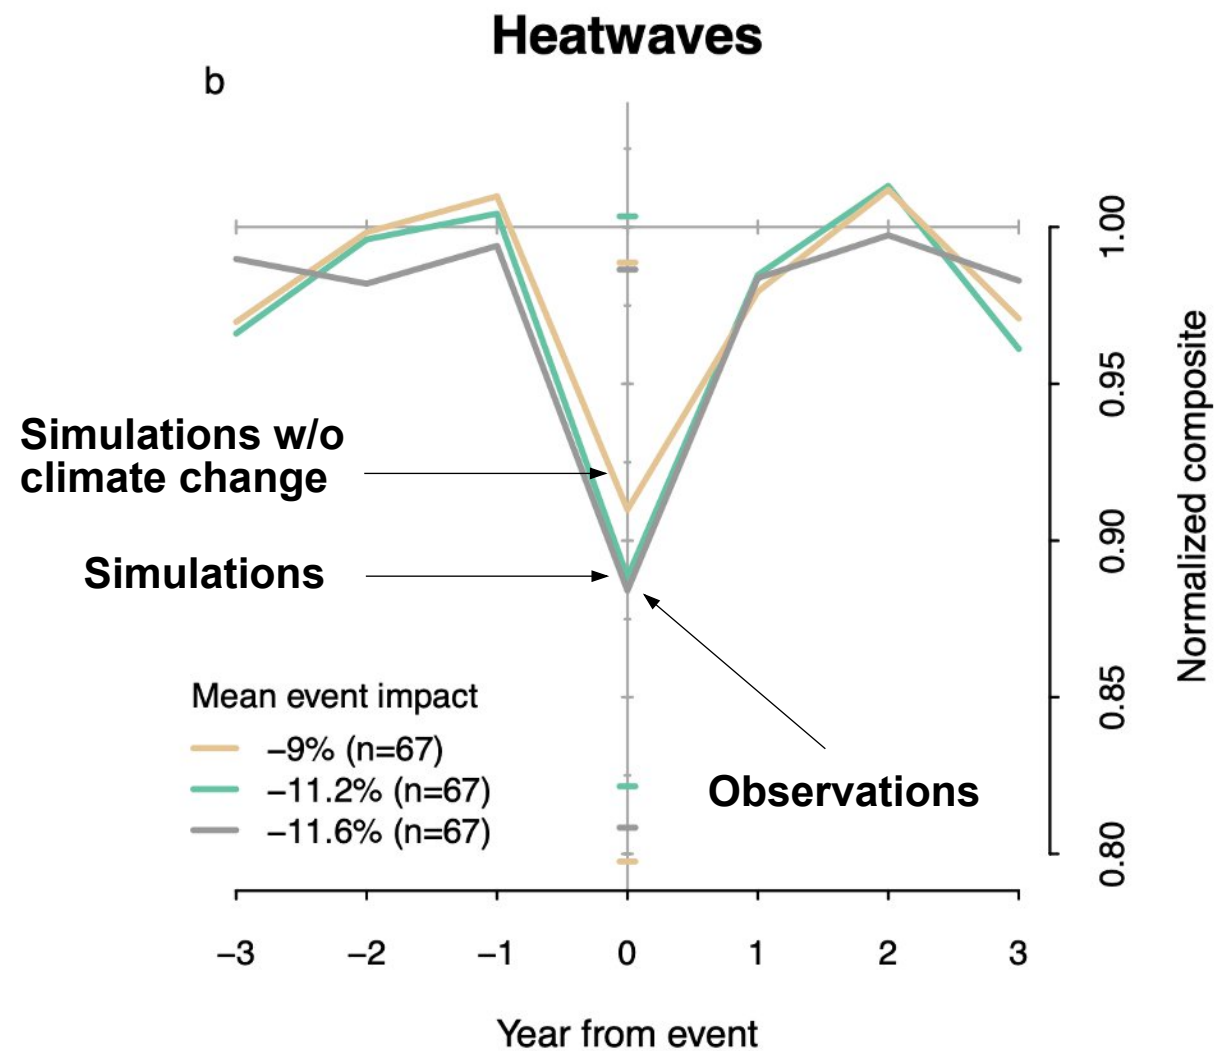 Heatwaves
b
Simulations w/o
climate change
Simulations
Observations
Mean event impact
−9% (n=67)
−11.2% (n=67)
−11.6% (n=67)
1.00
0.95
0.90
0.85
0.80
Normalized composite
−3 −2 −1 0 1 2 3
Year from event